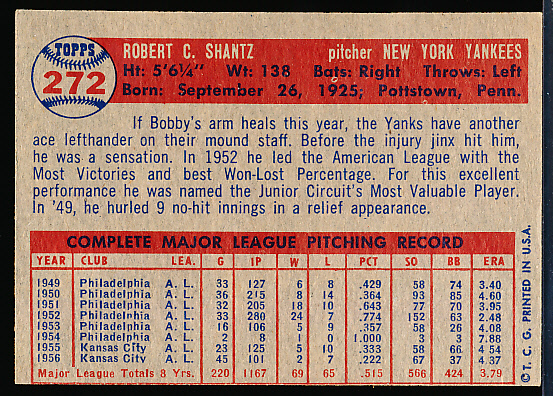 TOPPS
272
ROBERT C. SHANTZ pitcher NEW YORK YANKEES
Ht: 5'6¼" Wt: 138 Bats: Right Throws: Left
Born: September 26, 1925; Pottstown, Penn.
If Bobby's arm heals this year, the Yanks have another
ace lefthander on their mound staff. Before the injury jinx hit him,
he was a sensation. In 1952 he led the American League with the
Most Victories and best Won-Lost Percentage. For this excellent
performance he was named the Junior Circuit's Most Valuable Player.
In '49, he hurled 9 no-hit innings in a relief appearance.
COMPLETE MAJOR LEAGUE PITCHING RECORD
YEAR CLUB LEA. G IP W L PCT SO BB ERA
1949 Philadelphia A. L. 33 127 6 8 .429 58 74 3.40
1950 Philadelphia A. L. 36 215 8 14 .364 93 85 4.60
1951 Philadelphia A. L. 32 205 18 10 .643 77 70 3.95
1952 Philadelphia A. L. 33 280 24 7 .774 152 63 2.48
1953 Philadelphia A. L. 16 106 5 9 .357 58 26 4.08
1954 Philadelphia A. L. 2 8 1 0 1.000 3 3 7.88
1955 Kansas City A. L. 23 125 5 10 .333 58 66 4.54
1956 Kansas City A. L. 45 101 2 7 .222 67 37 4.37
Major League Totals 8 Yrs. 220 1167 69 65 .515 566 424 3.79
© T. C. G. PRINTED IN U.S.A.